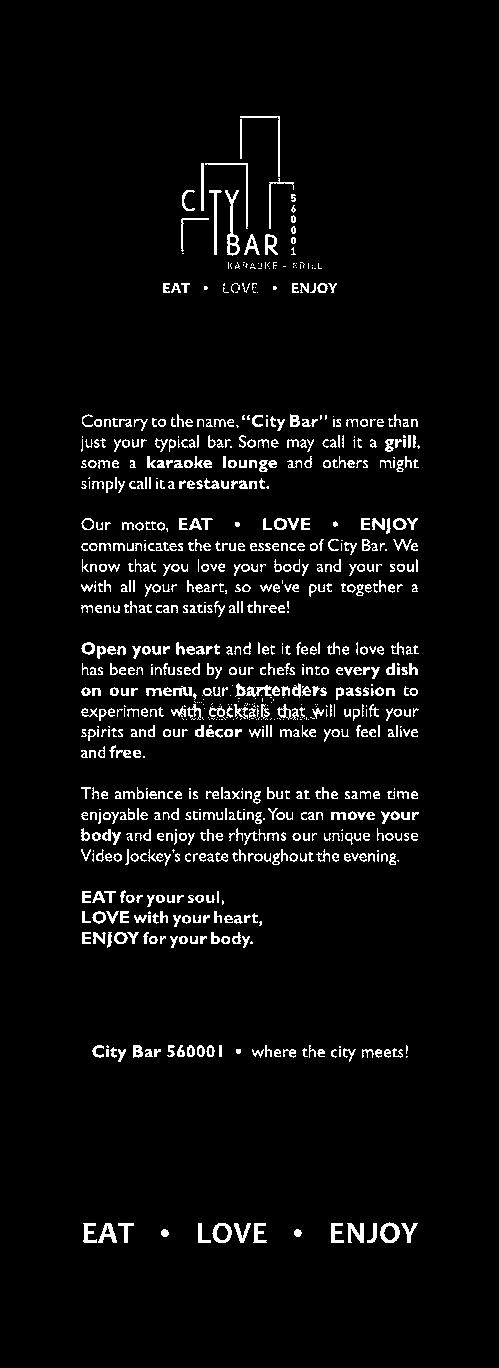 CITY
BAR
560001
KARAOKE - GRILL
EAT • LOVE • ENJOY
Contrary to the name, “City Bar” is more than
just your typical bar. Some may call it a grill,
some a karaoke lounge and others might
simply call it a restaurant.
Our motto, EAT • LOVE • ENJOY
communicates the true essence of City Bar. We
know that you love your body and your soul
with all your heart, so we've put together a
menu that can satisfy all three!
Open your heart and let it feel the love that
has been infused by our chefs into every dish
on our menu, our bartenders passion to
experiment with cocktails that will uplift your
spirits and our décor will make you feel alive
and free.
The ambience is relaxing but at the same time
enjoyable and stimulating. You can move your
body and enjoy the rhythms our unique house
Video Jockey's create throughout the evening.
EAT for your soul,
LOVE with your heart,
ENJOY for your body.
City Bar 560001 • where the city meets!
EAT • LOVE • ENJOY